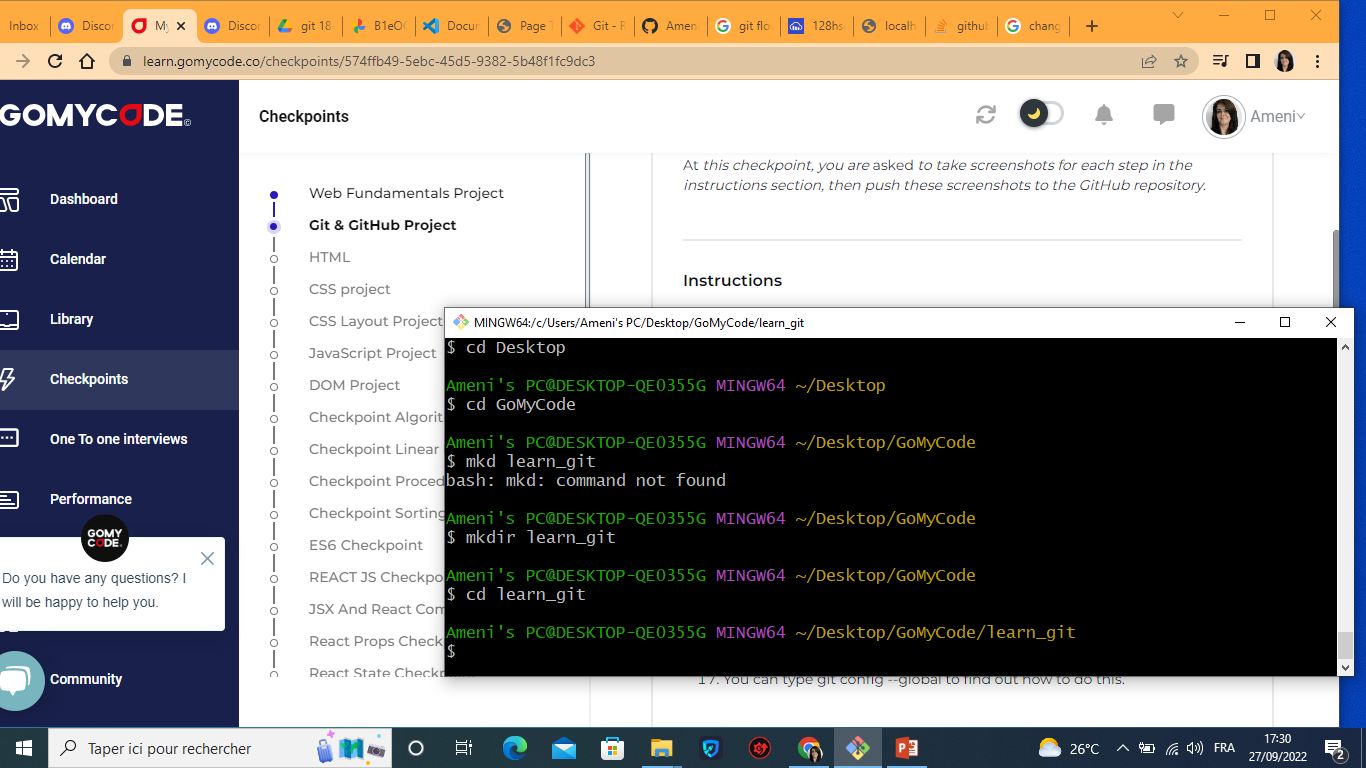 Inbox
Discor
My
Discor
git 18-
B1eOC
Docun
Page T
Git - R
Amen
git flo
128hs
localh
github
chang
learn.gomycode.co/checkpoints/574ffb49-5ebc-45d5-9382-5b48f1fc9dc3
GOMYCODE
Checkpoints
Ameni
Dashboard
Calendar
Library
Checkpoints
One To one interviews
Performance
GOMY
CODE
Do you have any questions? I
will be happy to help you.
Community
Web Fundamentals Project
Git & GitHub Project
HTML
CSS project
CSS Layout Project
JavaScript Project
DOM Project
Checkpoint Algorit
Checkpoint Linear
Checkpoint Proced
Checkpoint Sorting
ES6 Checkpoint
REACT JS Checkpo
JSX And React Com
React Props Check
React State Checkp
At this checkpoint, you are asked to take screenshots for each step in the
instructions section, then push these screenshots to the GitHub repository.
Instructions
MINGW64:/c/Users/Ameni's PC/Desktop/GoMyCode/learn_git
$ cd Desktop
Ameni's PC@DESKTOP-QEO355G MINGW64 ~/Desktop
$ cd GoMyCode
Ameni's PC@DESKTOP-QEO355G MINGW64 ~/Desktop/GoMyCode
$ mkd learn_git
bash: mkd: command not found
Ameni's PC@DESKTOP-QEO355G MINGW64 ~/Desktop/GoMyCode
$ mkdir learn_git
Ameni's PC@DESKTOP-QEO355G MINGW64 ~/Desktop/GoMyCode
$ cd learn_git
Ameni's PC@DESKTOP-QEO355G MINGW64 ~/Desktop/GoMyCode/learn_git
$
17. You can type git config --global to find out how to do this.
Taper ici pour rechercher
26°C
FRA
17:30
27/09/2022
2